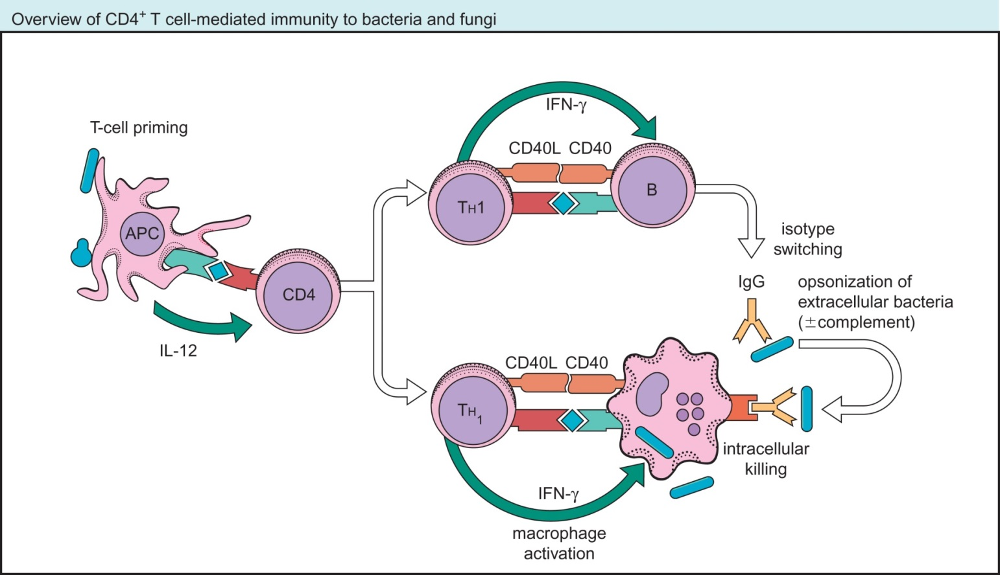 Overview of CD4⁺ T cell-mediated immunity to bacteria and fungi
T-cell priming
APC
IL-12
CD4
IFN-γ
CD40L CD40
TH1
B
isotype
switching
IgG
opsonization of
extracellular bacteria
(±complement)
CD40L CD40
TH₁
intracellular
killing
IFN-γ
macrophage
activation